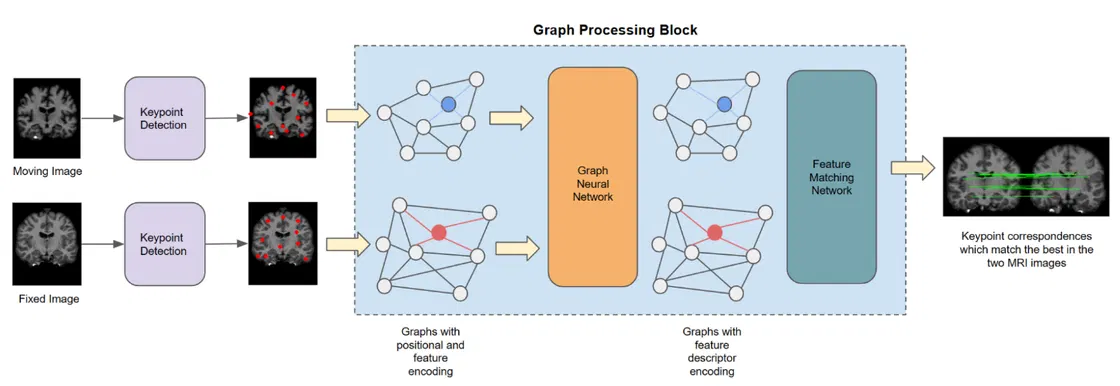 Graph Processing Block
Keypoint
Detection
Moving Image
Keypoint
Detection
Fixed Image
Graph
Neural
Network
Feature
Matching
Network
Keypoint correspondences
which match the best in the
two MRI images
Graphs with
positional and
feature
encoding
Graphs with
feature
descriptor
encoding